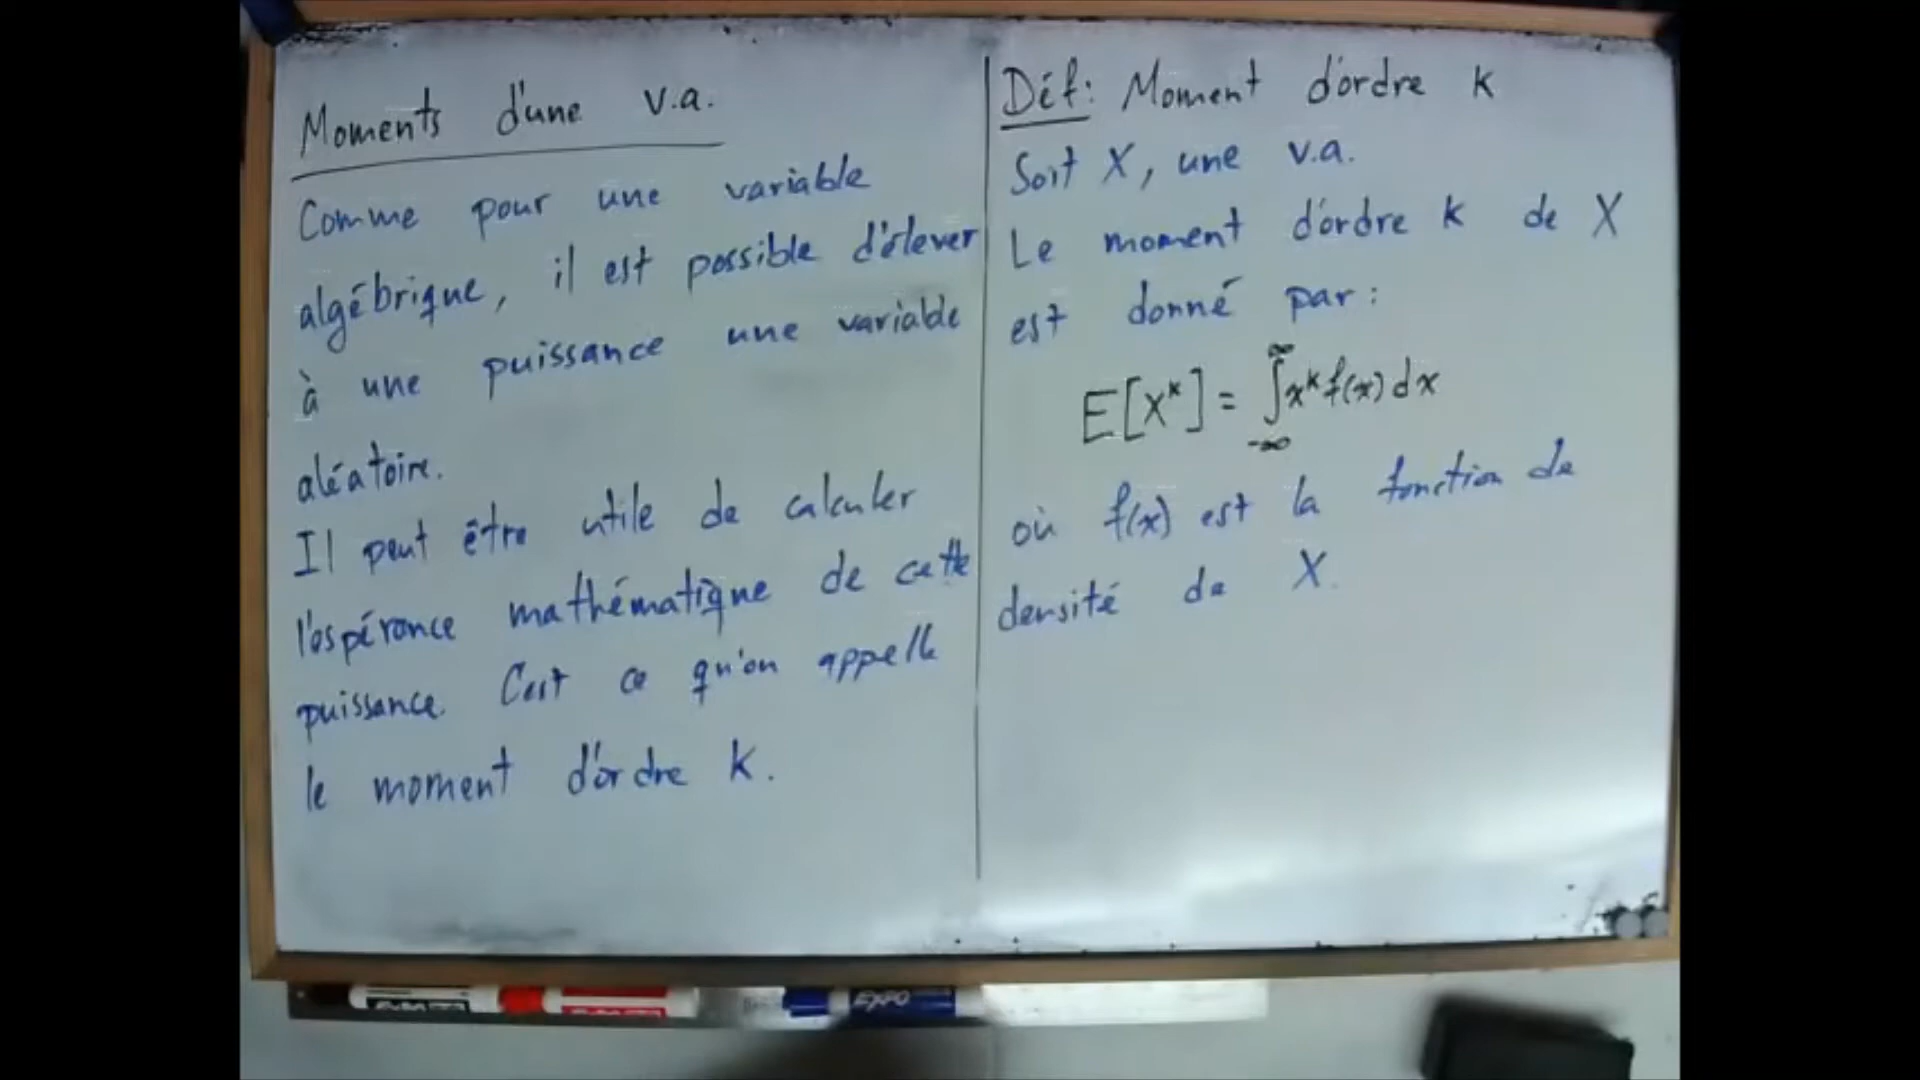 Moments d'une v.a.
Comme pour une variable
algébrique, il est possible d'élever
à une puissance une variable
aléatoire.
Il peut être utile de calculer
l'espérance mathématique de cette
puissance. C'est ce qu'on appelle
le moment d'ordre k.
Déf: Moment d'ordre k
Soit X, une v.a.
Le moment d'ordre k de X
est donné par:
E[X^k] = ∫_{-∞}^{∞} x^k f(x) dx
où f(x) est la fonction de
densité de X.
EXPO